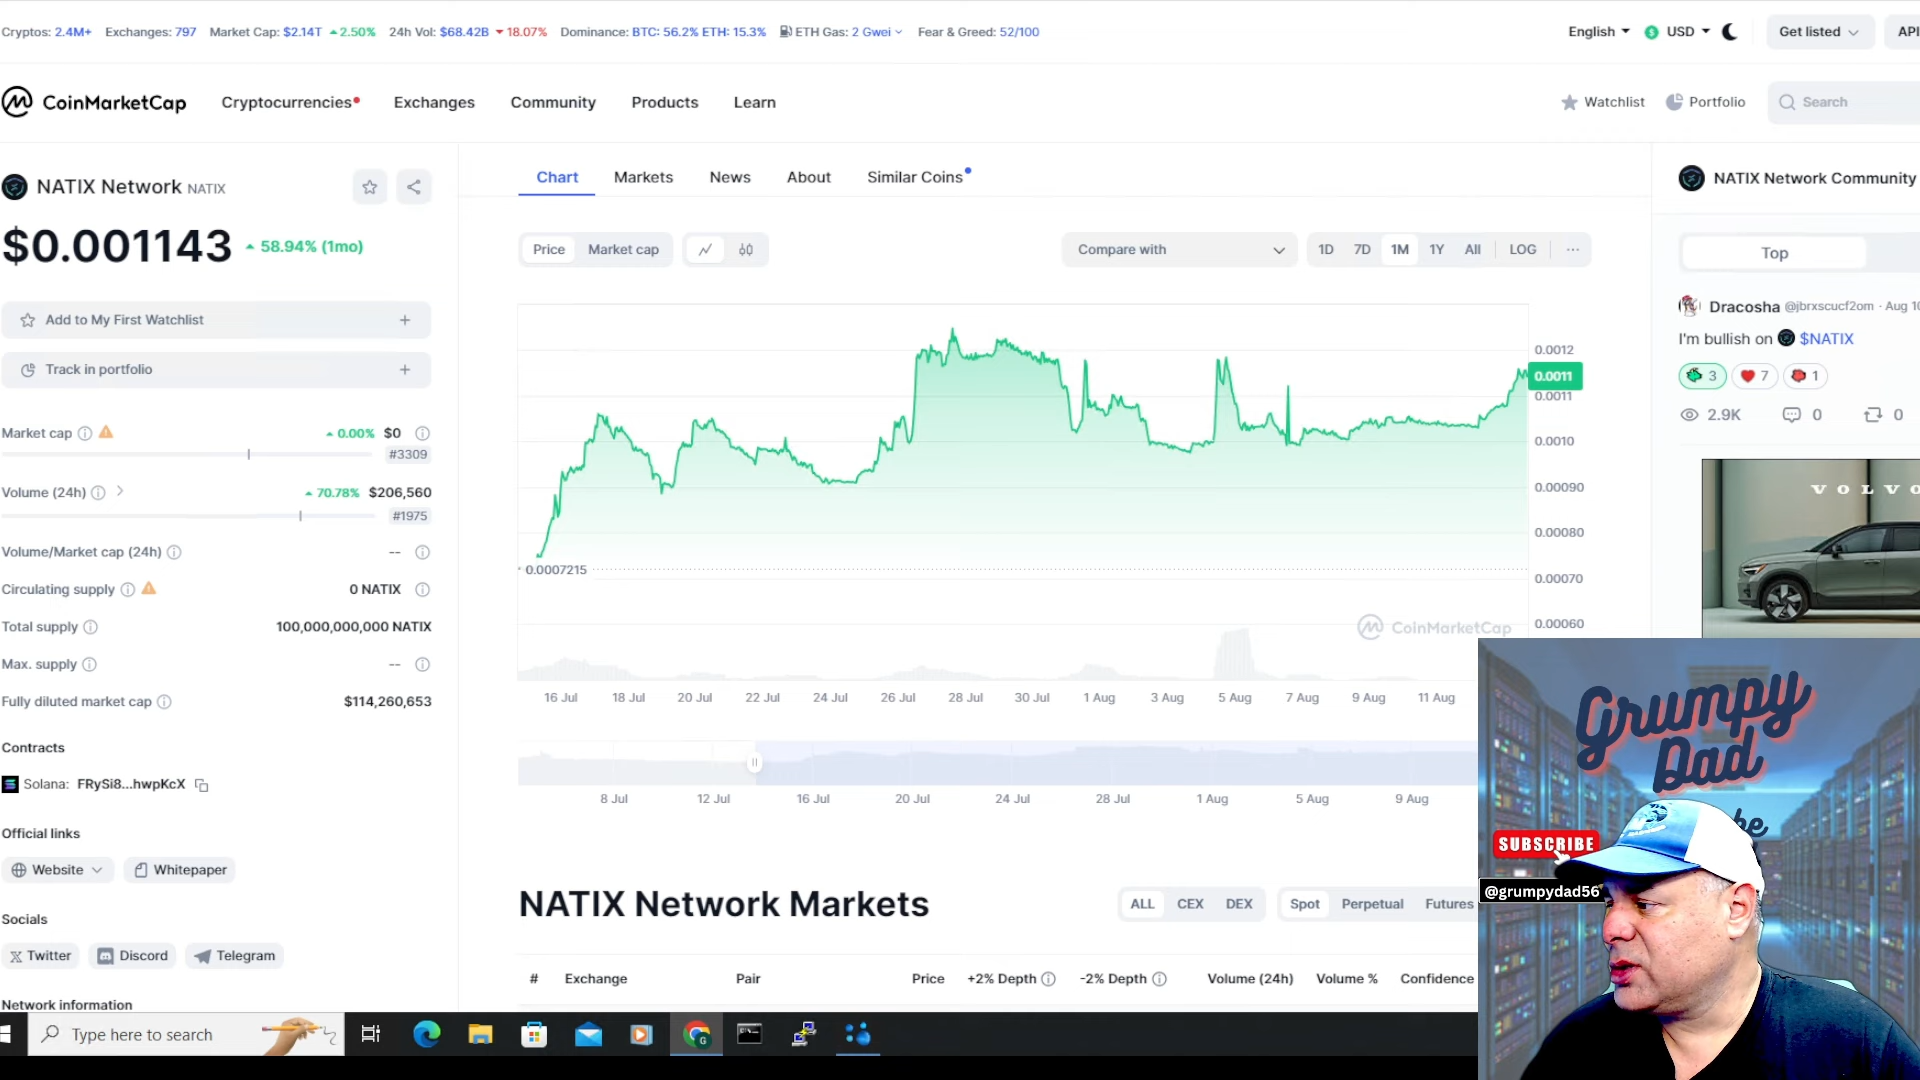 Cryptos: 2.4M+ Exchanges: 797 Market Cap: $2.14T 2.50% 24h Vol: $68.42B 18.07% Dominance: BTC: 56.2% ETH: 15.3% ETH Gas: 2 Gwei Fear & Greed: 52/100
English USD Get listed API
CoinMarketCap Cryptocurrencies Exchanges Community Products Learn
Watchlist Portfolio Search
NATIX Network NATIX
$0.001143 58.94% (1mo)
Add to My First Watchlist +
Track in portfolio +
Market cap 0.00% $0
#3309
Volume (24h) 70.78% $206,560
#1975
Volume/Market cap (24h) --
Circulating supply 0 NATIX
Total supply 100,000,000,000 NATIX
Max. supply --
Fully diluted market cap $114,260,653
Contracts
Solana: FRySi8...hwpKcX
Official links
Website Whitepaper
Socials
Twitter Discord Telegram
Network information
Chart Markets News About Similar Coins
Price Market cap
Compare with 1D 7D 1M 1Y All LOG ...
0.0012
0.0011
0.0011
0.0010
0.00090
0.00080
0.00070
0.00060
0.0007215
CoinMarketCap
16 Jul 18 Jul 20 Jul 22 Jul 24 Jul 26 Jul 28 Jul 30 Jul 1 Aug 3 Aug 5 Aug 7 Aug 9 Aug 11 Aug
8 Jul 12 Jul 16 Jul 20 Jul 24 Jul 28 Jul 1 Aug 5 Aug 9 Aug
NATIX Network Markets
ALL CEX DEX Spot Perpetual Futures
# Exchange Pair Price +2% Depth -2% Depth Volume (24h) Volume % Confidence
NATIX Network Community
Top
Dracosha @jbrxscucf2om · Aug 10
I'm bullish on $NATIX
3 7 1
2.9K 0 0
VOLVO
Grumpy
Dad
SUBSCRIBE
@grumpydad56
Type here to search